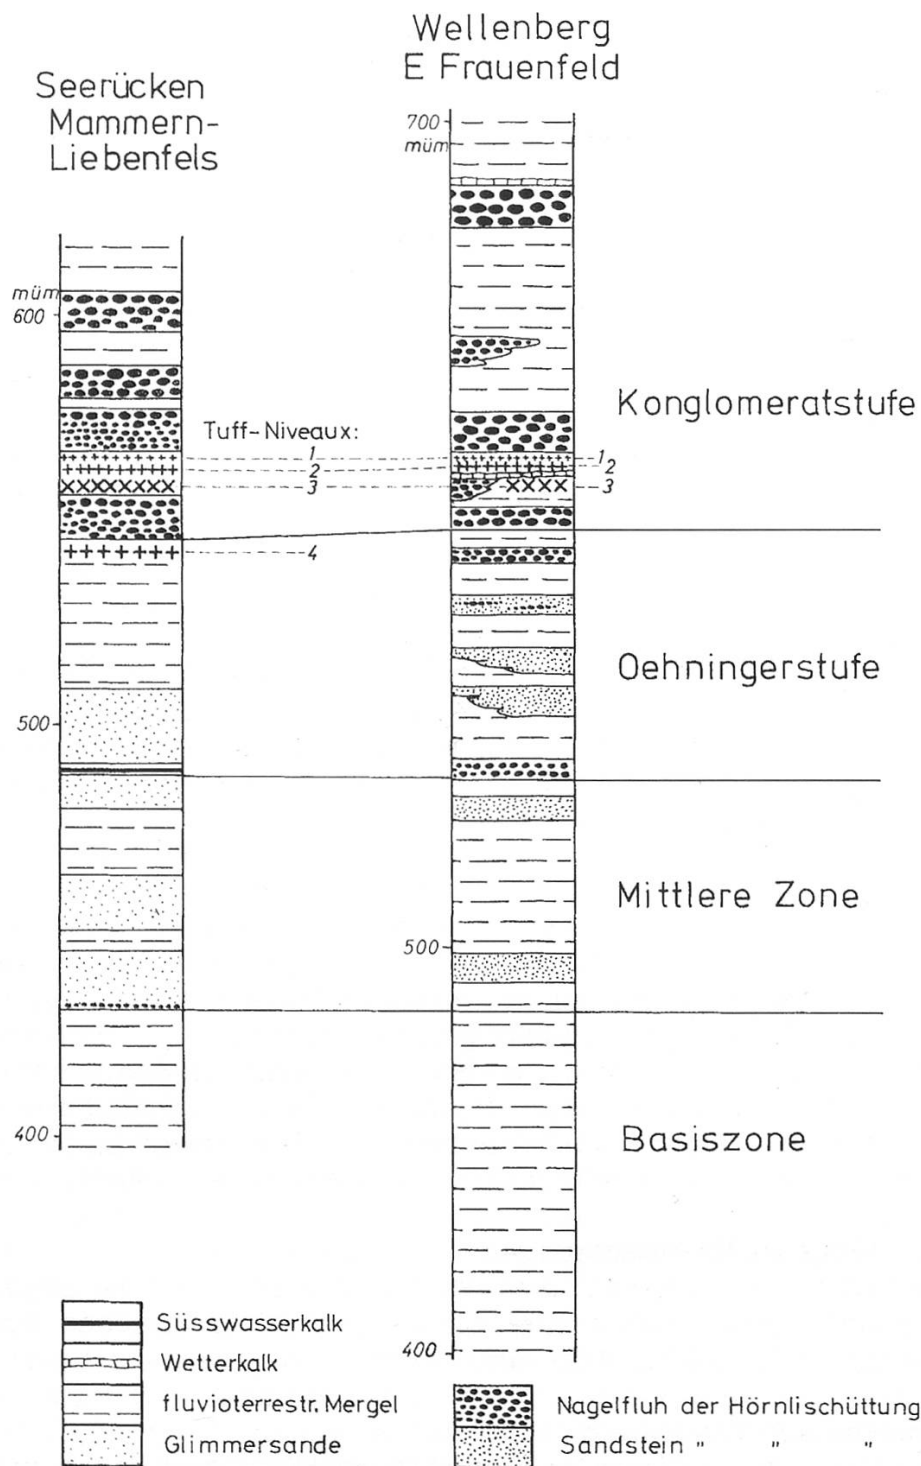 Seerücken
Mammern-
Liebenfels
Wellenberg
E Frauenfeld
700
müm
müm
600
500
400
Tuff-Niveaux:
1
2
3
4
1
2
3
500
400
Konglomeratstufe
Oehningerstufe
Mittlere Zone
Basiszone
Süsswasserkalk
Wetterkalk
fluvioterrestr. Mergel
Glimmersande
Nagelfluh der Hörnlischüttung
Sandstein " " "